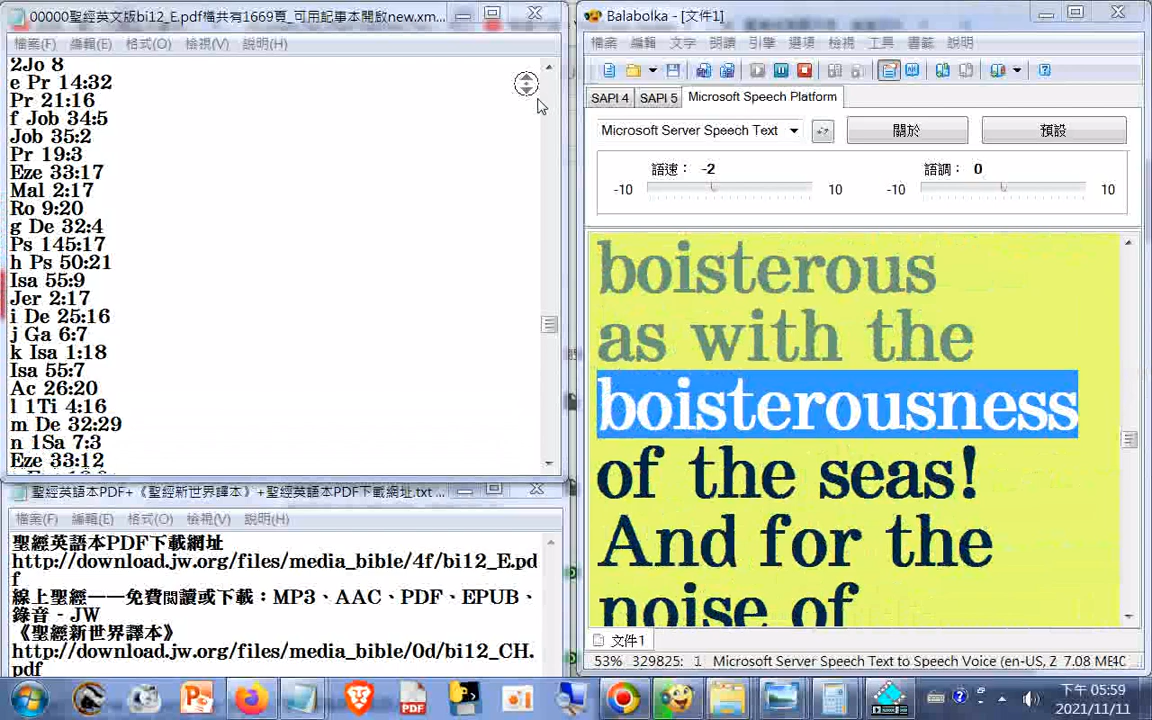 00000聖經英文版bi12_E.pdf檔共有1669頁_可用記事本開啟new.xm...
檔案(F) 編輯(E) 格式(O) 檢視(V) 說明(H)
2Jo 8
e Pr 14:32
Pr 21:16
f Job 34:5
Job 35:2
Pr 19:3
Eze 33:17
Mal 2:17
Ro 9:20
g De 32:4
Ps 145:17
h Ps 50:21
Isa 55:9
Jer 2:17
i De 25:16
j Ga 6:7
k Isa 1:18
Isa 55:7
Ac 26:20
l 1Ti 4:16
m De 32:29
n 1Sa 7:3
Eze 33:12
聖經英語本PDF+《聖經新世界譯本》+聖經英語本PDF下載網址.txt ...
檔案(F) 編輯(E) 格式(O) 檢視(V) 說明(H)
聖經英語本PDF下載網址
http://download.jw.org/files/media_bible/4f/bi12_E.pd
f
線上聖經——免費閱讀或下載：MP3、AAC、PDF、EPUB、
錄音 - JW
《聖經新世界譯本》
http://download.jw.org/files/media_bible/0d/bi12_CH.
pdf
Balabolka - [文件1]
檔案 編輯 文字 朗讀 引擎 選項 檢視 工具 書籤 說明
SAPI 4 SAPI 5 Microsoft Speech Platform
Microsoft Server Speech Text 關於 預設
語速： -2 語調： 0
-10 10 -10 10
boisterous
as with the
boisterousness
of the seas!
And for the
noise of
文件1
53% 329825: 1 Microsoft Server Speech Text to Speech Voice (en-US, Z 7.08 ME
PDF
下午 05:59
2021/11/11